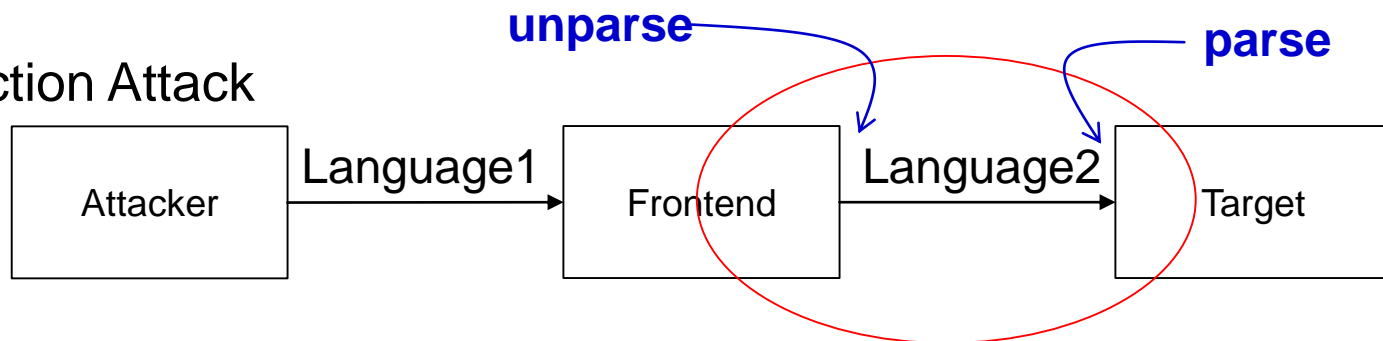 unparse
parse
ction Attack
Language1
Language2
Attacker
Frontend
Target